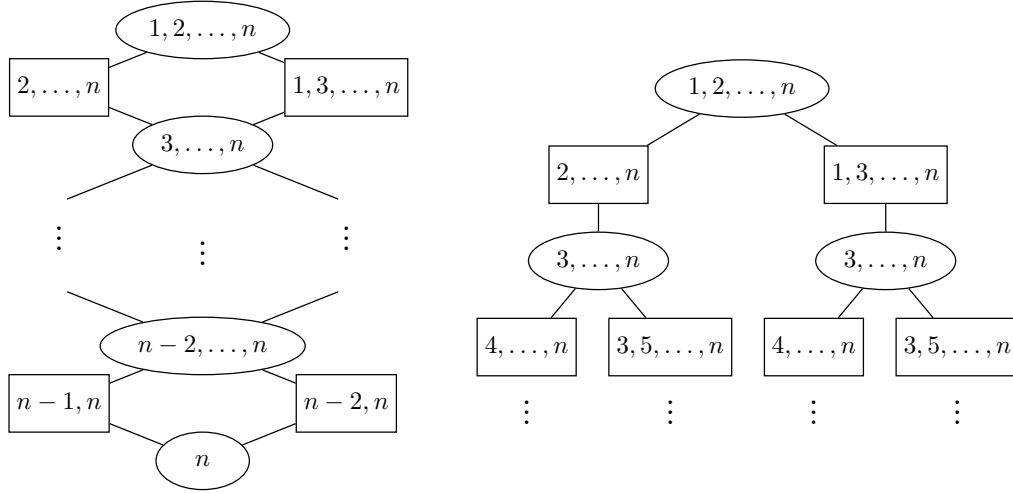 1, 2, . . . , n
2, . . . , n
1, 3, . . . , n
3, . . . , n
⋮
⋮
⋮
n − 2, . . . , n
n − 1, n
n − 2, n
n
1, 2, . . . , n
2, . . . , n
1, 3, . . . , n
3, . . . , n
3, . . . , n
4, . . . , n
3, 5, . . . , n
4, . . . , n
3, 5, . . . , n
⋮
⋮
⋮
⋮